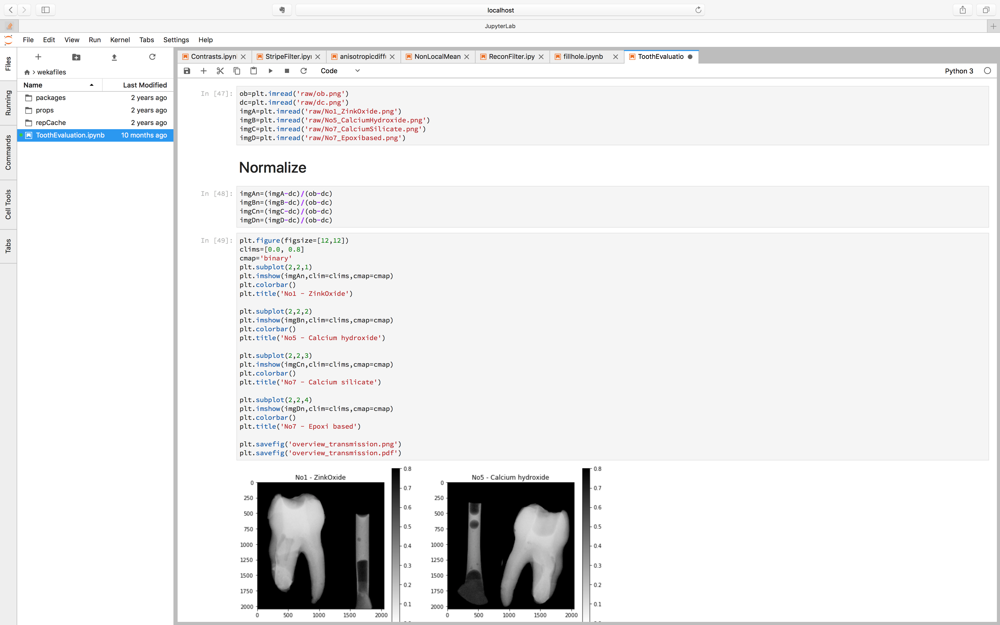 localhost
JupyterLab
File Edit View Run Kernel Tabs Settings Help
Files
Running
Commands
Cell Tools
Tabs
wekafiles
Name Last Modified
packages 2 years ago
props 2 years ago
repCache 2 years ago
ToothEvaluation.ipynb 10 months ago
Contrasts.ipynl StripeFilter.ipyı anisotropicdiffı NonLocalMean ReconFilter.ipy fillhole.ipynb ToothEvaluatio
Code Python 3
In [47]:
ob=plt.imread('raw/ob.png')
dc=plt.imread('raw/dc.png')
imgA=plt.imread('raw/No1_ZinkOxide.png')
imgB=plt.imread('raw/No5_CalciumHydroxide.png')
imgC=plt.imread('raw/No7_CalciumSilicate.png')
imgD=plt.imread('raw/No7_Epoxibased.png')
Normalize
In [48]:
imgAn=(imgA-dc)/(ob-dc)
imgBn=(imgB-dc)/(ob-dc)
imgCn=(imgC-dc)/(ob-dc)
imgDn=(imgD-dc)/(ob-dc)
In [49]:
plt.figure(figsize=[12,12])
clims=[0.0, 0.8]
cmap='binary'
plt.subplot(2,2,1)
plt.imshow(imgAn,clim=clims,cmap=cmap)
plt.colorbar()
plt.title('No1 - ZinkOxide')
plt.subplot(2,2,2)
plt.imshow(imgBn,clim=clims,cmap=cmap)
plt.colorbar()
plt.title('No5 - Calcium hydroxide')
plt.subplot(2,2,3)
plt.imshow(imgCn,clim=clims,cmap=cmap)
plt.colorbar()
plt.title('No7 - Calcium silicate')
plt.subplot(2,2,4)
plt.imshow(imgDn,clim=clims,cmap=cmap)
plt.colorbar()
plt.title('No7 - Epoxi based')
plt.savefig('overview_transmission.png')
plt.savefig('overview_transmission.pdf')
No1 - ZinkOxide
0
250
500
750
1000
1250
1500
1750
2000
0 500 1000 1500 2000
0.8
0.7
0.6
0.5
0.4
0.3
0.2
0.1
No5 - Calcium hydroxide
0
250
500
750
1000
1250
1500
1750
2000
0 500 1000 1500 2000
0.8
0.7
0.6
0.5
0.4
0.3
0.2
0.1